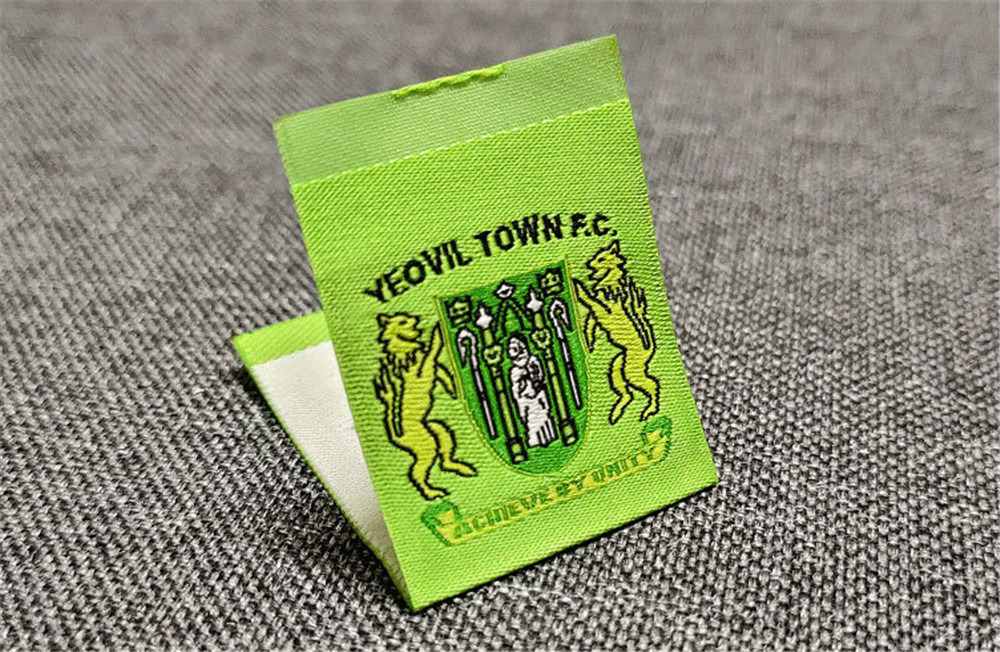 YEOVIL TOWN F.C.
ACHIEVE BY UNITY